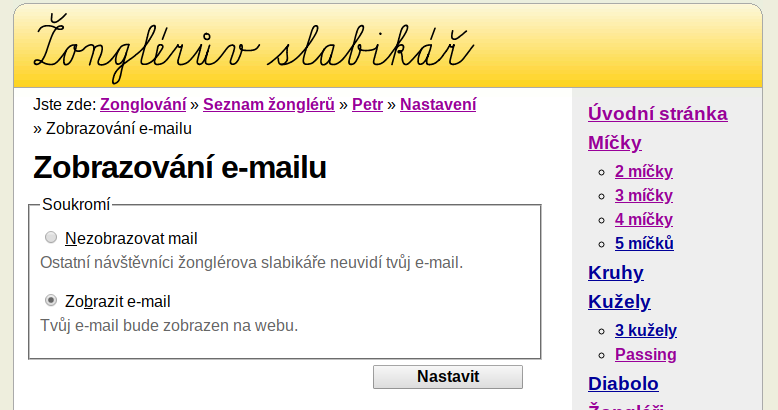 Žonglérův slabikář
Jste zde: Zonglování » Seznam žonglérů » Petr » Nastavení
» Zobrazování e-mailu
Zobrazování e-mailu
Soukromí
Nezobrazovat mail
Ostatní návštěvníci žonglérova slabikáře neuvidí tvůj e-mail.
Zobrazit e-mail
Tvůj e-mail bude zobrazen na webu.
Nastavit
Úvodní stránka
Míčky
2 míčky
3 míčky
4 míčky
5 míčků
Kruhy
Kužely
3 kužely
Passing
Diabolo
Žongléři